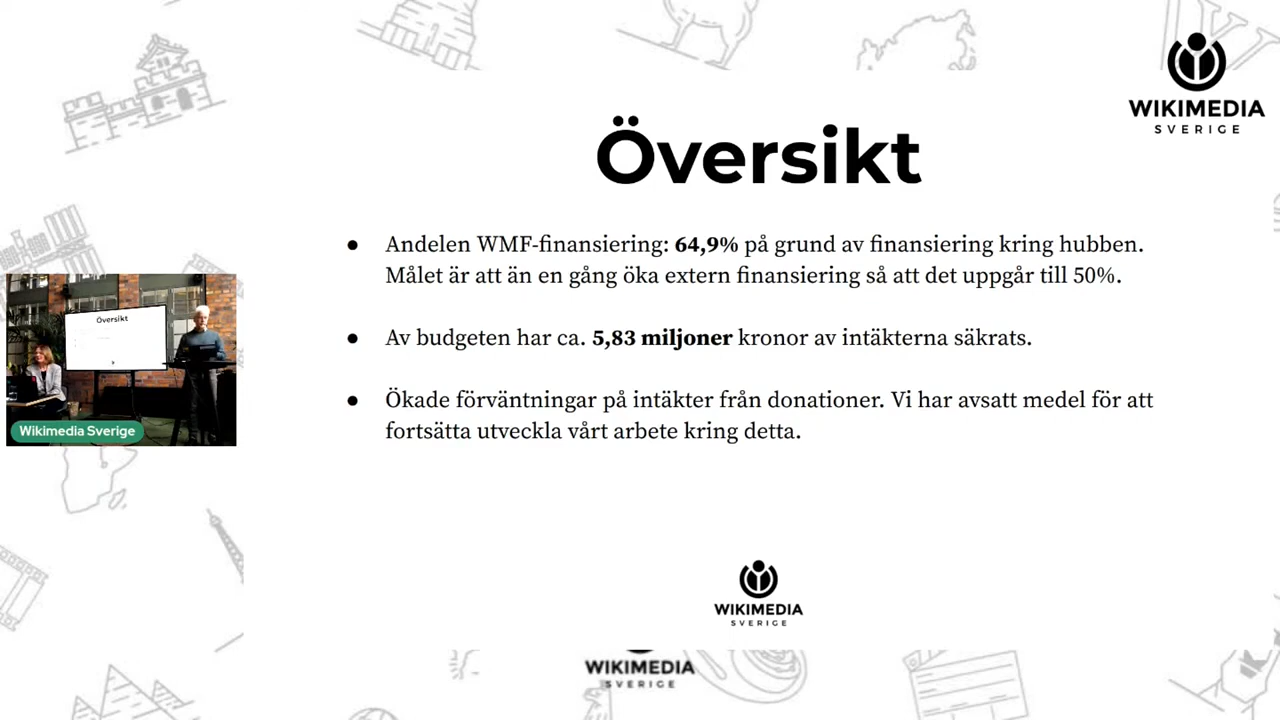 WIKIMEDIA
SVERIGE
Översikt
● Andelen WMF-finansiering: 64,9% på grund av finansiering kring hubben.
Målet är att än en gång öka extern finansiering så att det uppgår till 50%.
● Av budgeten har ca. 5,83 miljoner kronor av intäkterna säkrats.
● Ökade förväntningar på intäkter från donationer. Vi har avsatt medel för att
fortsätta utveckla vårt arbete kring detta.
Översikt
Wikimedia Sverige
WIKIMEDIA
SVERIGE
WIKIMEDIA
SVERIGE